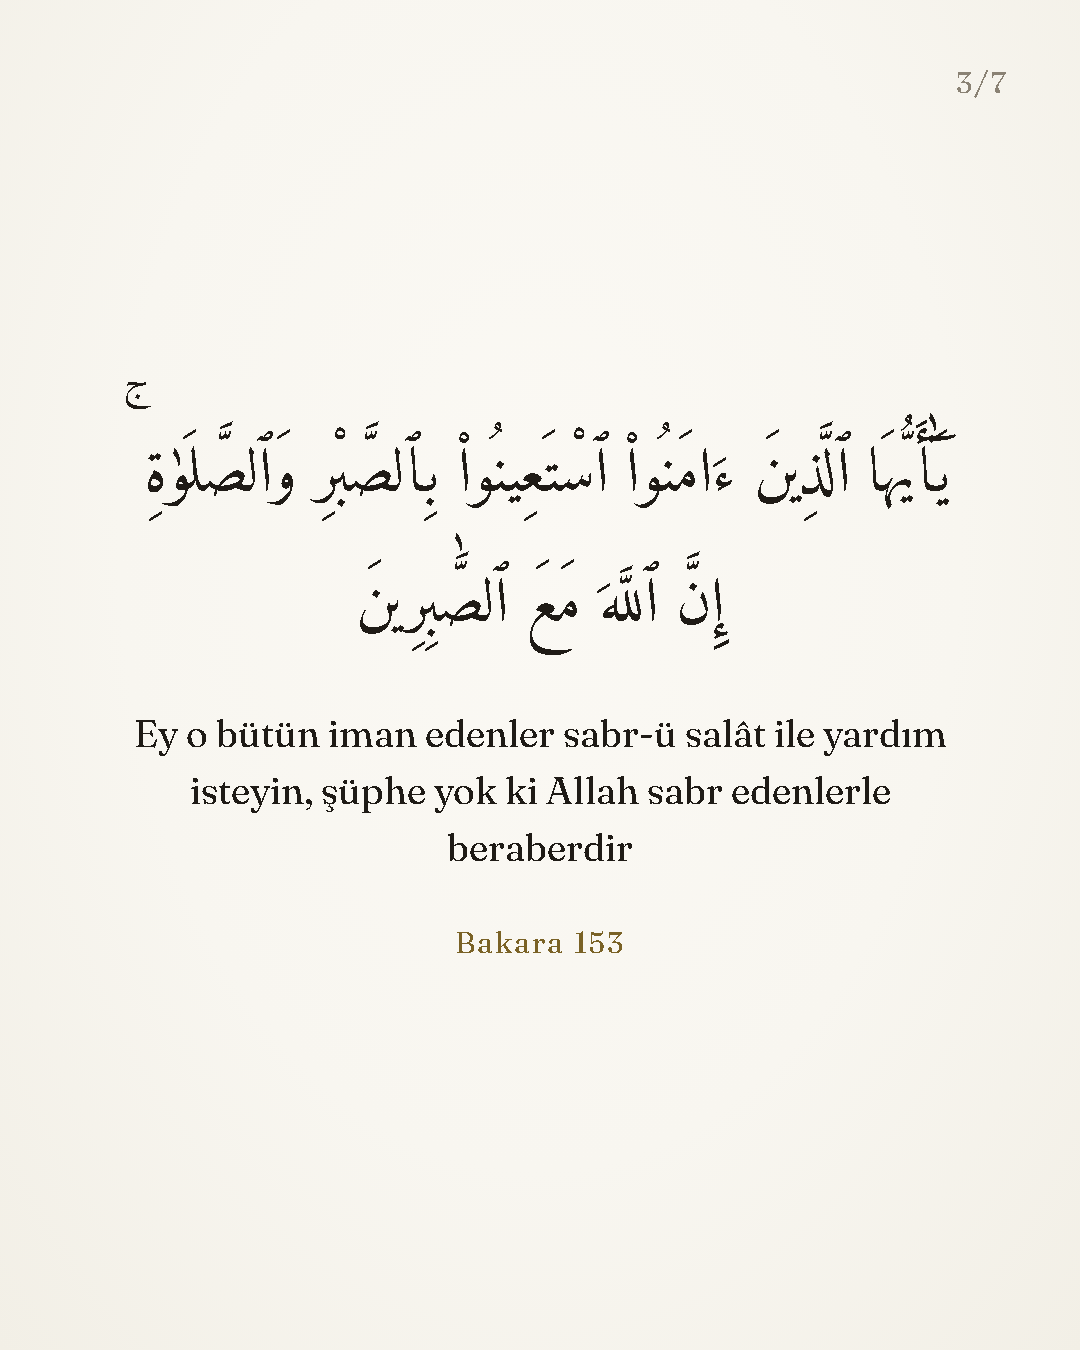 3/7
يَـٰٓأَيُّهَا ٱلَّذِينَ ءَامَنُوا۟ ٱسْتَعِينُوا۟ بِٱلصَّبْرِ وَٱلصَّلَوٰةِ ۚ
إِنَّ ٱللَّهَ مَعَ ٱلصَّـٰبِرِينَ
Ey o bütün iman edenler sabr-ü salât ile yardım
isteyin, şüphe yok ki Allah sabr edenlerle
beraberdir
Bakara 153